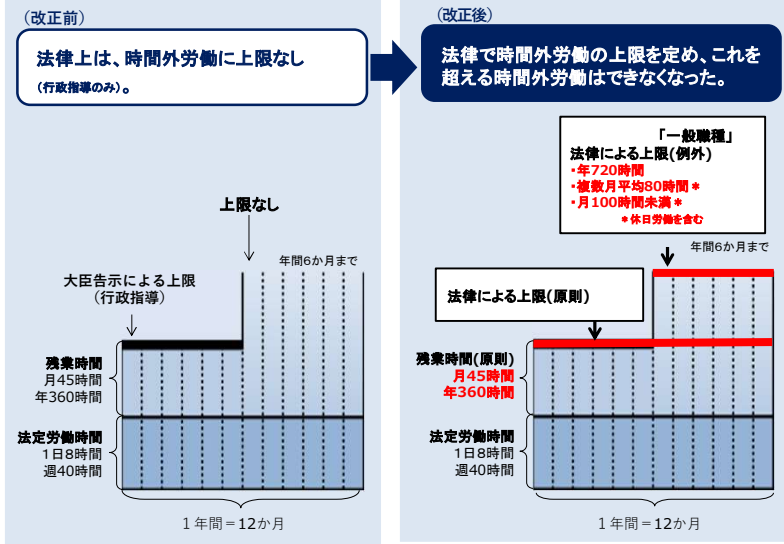 （改正前）
法律上は、時間外労働に上限なし
(行政指導のみ)。
上限なし
年間6か月まで
大臣告示による上限
（行政指導）
残業時間
月45時間
年360時間
法定労働時間
1日8時間
週40時間
１年間＝12か月
（改正後）
法律で時間外労働の上限を定め、これを
超える時間外労働はできなくなった。
「一般職種」
法律による上限(例外)
・年720時間
・複数月平均80時間＊
・月100時間未満＊
＊休日労働を含む
年間6か月まで
法律による上限(原則)
残業時間(原則)
月45時間
年360時間
法定労働時間
1日8時間
週40時間
１年間＝12か月